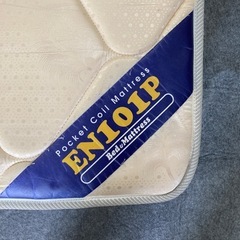 Pocket Coil Mattress
EN101P
Bed&Mattress